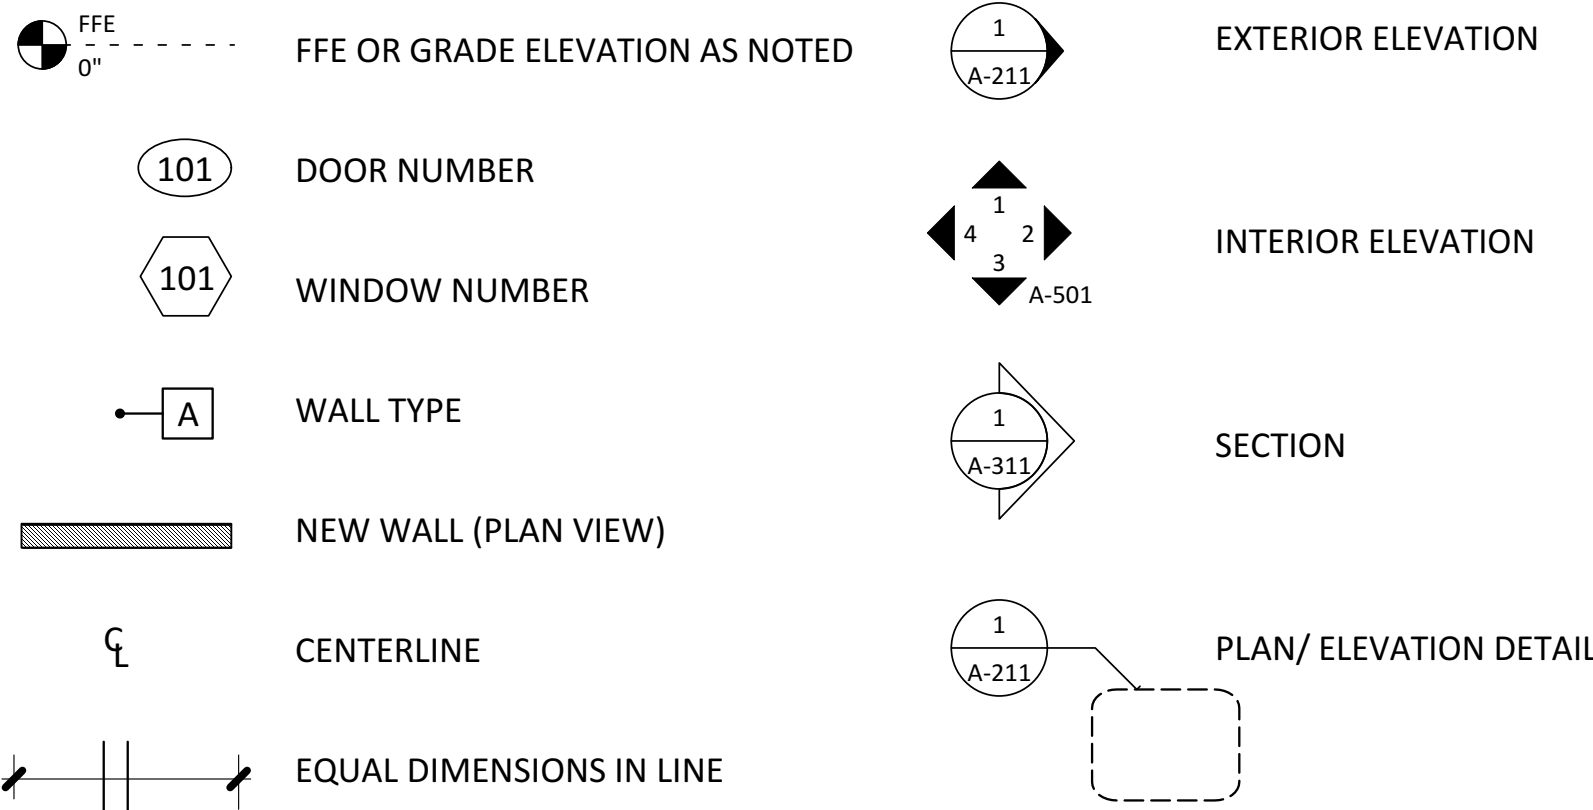 FFE
0"
FFE OR GRADE ELEVATION AS NOTED
101
DOOR NUMBER
101
WINDOW NUMBER
A
WALL TYPE
NEW WALL (PLAN VIEW)
℄
CENTERLINE
EQUAL DIMENSIONS IN LINE
1
A-211
EXTERIOR ELEVATION
1
4 2
3
A-501
INTERIOR ELEVATION
1
A-311
SECTION
1
A-211
PLAN/ ELEVATION DETAIL